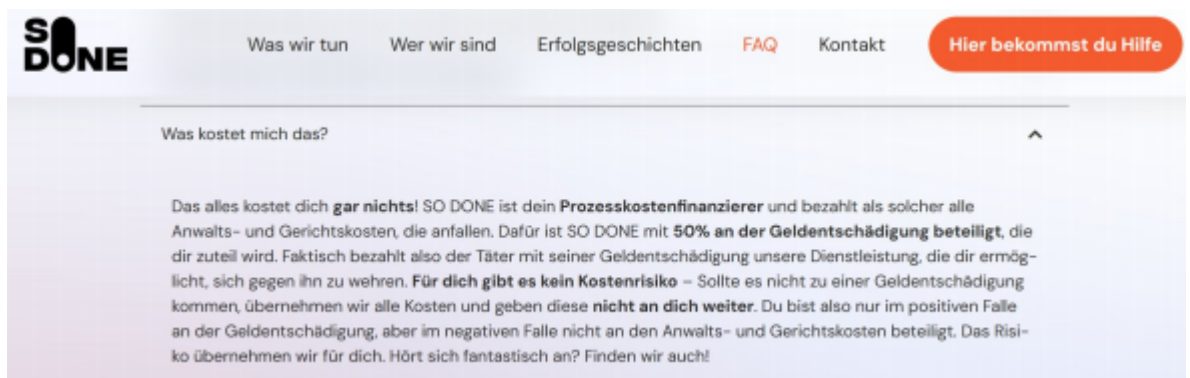 SO DONE
Was wir tun Wer wir sind Erfolgsgeschichten FAQ Kontakt Hier bekommst du Hilfe
Was kostet mich das?
Das alles kostet dich gar nichts! SO DONE ist dein Prozesskostenfinanzierer und bezahlt als solcher alle
Anwalts- und Gerichtskosten, die anfallen. Dafür ist SO DONE mit 50% an der Geldentschädigung beteiligt, die
dir zuteil wird. Faktisch bezahlt also der Täter mit seiner Geldentschädigung unsere Dienstleistung, die dir ermög-
licht, sich gegen ihn zu wehren. Für dich gibt es kein Kostenrisiko – Sollte es nicht zu einer Geldentschädigung
kommen, übernehmen wir alle Kosten und geben diese nicht an dich weiter. Du bist also nur im positiven Falle
an der Geldentschädigung, aber im negativen Falle nicht an den Anwalts- und Gerichtskosten beteiligt. Das Risi-
ko übernehmen wir für dich. Hört sich fantastisch an? Finden wir auch!